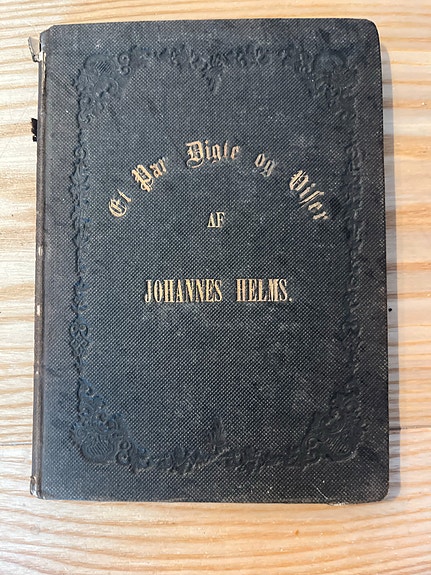 Et Par Digte og Viser
AF
JOHANNES HELMS.